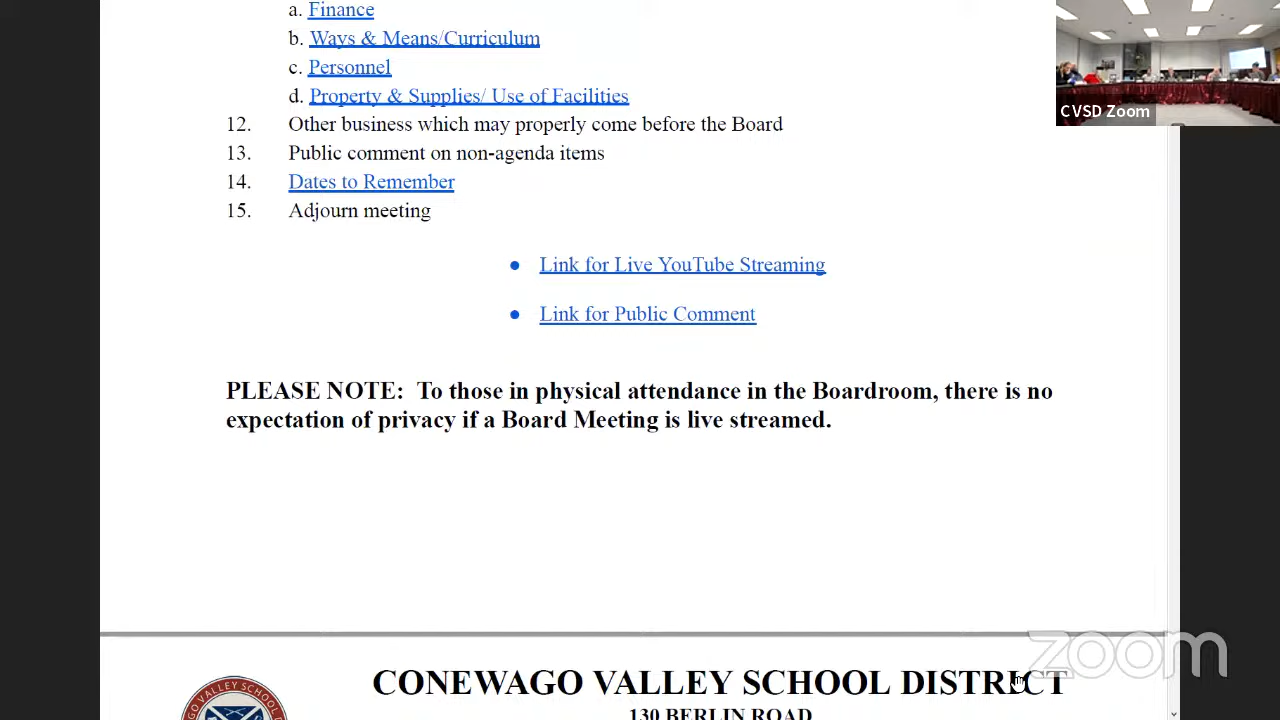 a. Finance
b. Ways & Means/Curriculum
c. Personnel
d. Property & Supplies/ Use of Facilities
12. Other business which may properly come before the Board
13. Public comment on non-agenda items
14. Dates to Remember
15. Adjourn meeting
● Link for Live YouTube Streaming
● Link for Public Comment
PLEASE NOTE: To those in physical attendance in the Boardroom, there is no
expectation of privacy if a Board Meeting is live streamed.
CONEWAGO VALLEY SCHOOL DISTRICT
130 BERLIN ROAD
GO VALLEY SCHOOL
CVSD Zoom
zoom